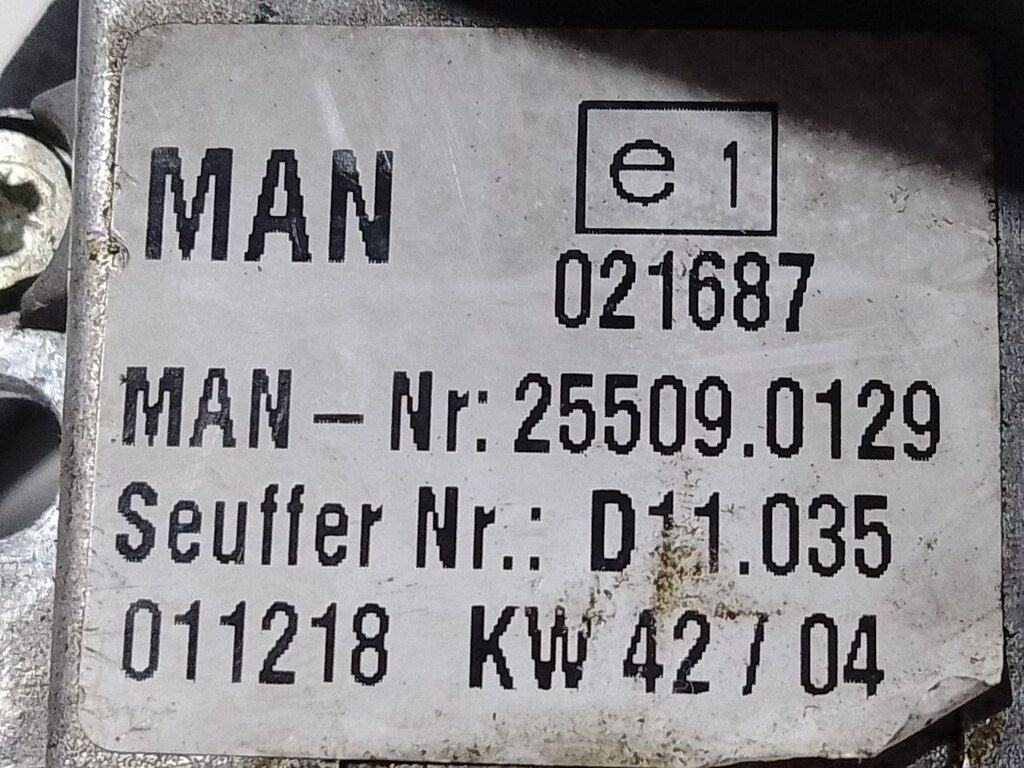 MAN
e 1
021687
MAN - Nr: 25509.0129
Seuffer Nr.: D11.035
011218 KW 42 / 04